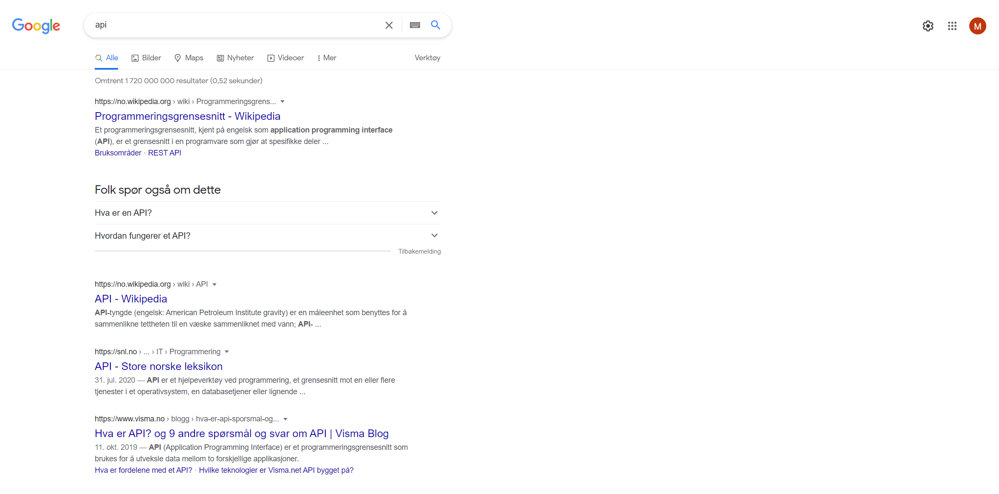 Google
api
M
Alle Bilder Maps Nyheter Videoer Mer Verktøy
Omtrent 1 720 000 000 resultater (0,52 sekunder)
https://no.wikipedia.org › wiki › Programmeringsgrens...
Programmeringsgrensesnitt - Wikipedia
Et programmeringsgrensesnitt, kjent på engelsk som application programming interface
(API), er et grensesnitt i en programvare som gjør at spesifikke deler ...
Bruksområder · REST API
Folk spør også om dette
Hva er en API?
Hvordan fungerer et API?
Tilbakemelding
https://no.wikipedia.org › wiki › API
API - Wikipedia
API-tyngde (engelsk: American Petroleum Institute gravity) er en måleenhet som benyttes for å
sammenlikne tettheten til en væske sammenliknet med vann; API- ...
https://snl.no › ... › IT › Programmering
API - Store norske leksikon
31. jul. 2020 — API er et hjelpeverktøy ved programmering, et grensesnitt mot en eller flere
tjenester i et operativsystem, en databasetjener eller lignende ...
https://www.visma.no › blogg › hva-er-api-sporsmal-og...
Hva er API? og 9 andre spørsmål og svar om API | Visma Blog
11. okt. 2019 — API (Application Programming Interface) er et programmeringsgrensesnitt som
brukes for å utveksle data mellom to forskjellige applikasjoner.
Hva er fordelene med et API? · Hvilke teknologier er Visma.net API bygget på?